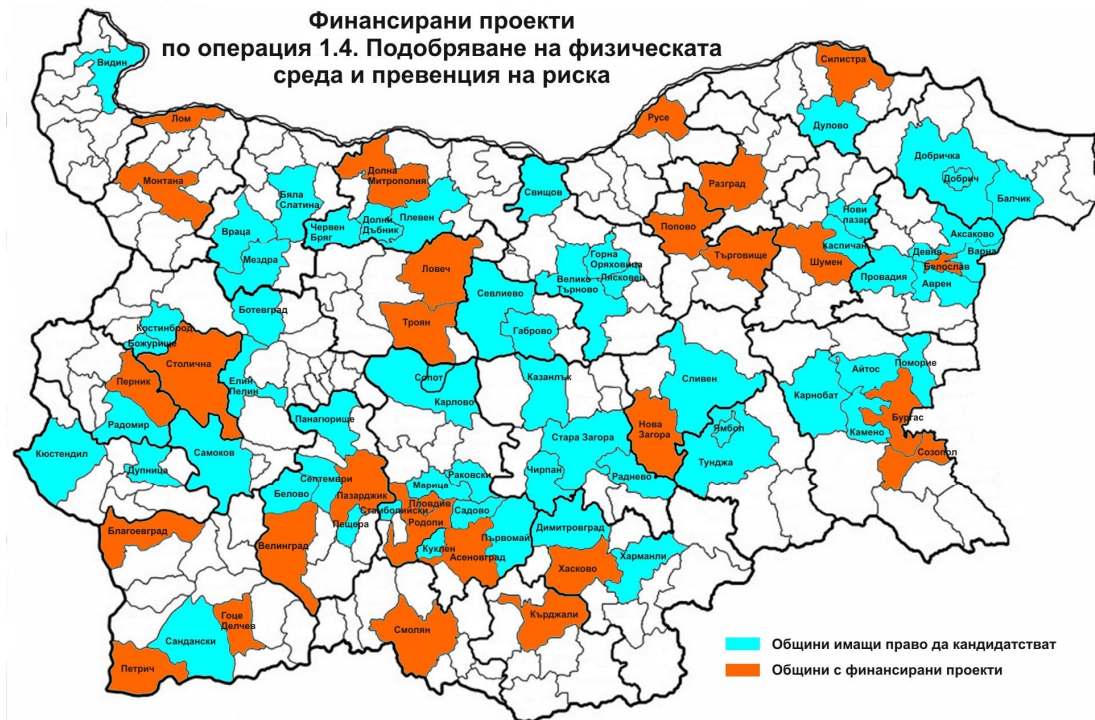 Финансирани проекти
по операция 1.4. Подобряване на физическата
среда и превенция на риска
Видин
Лом
Монтана
Бяла
Слатина
Враца
Мездра
Долна
Митрополия
Червен
Бряг
Долни
Дъбник
Плевен
Свищов
Русе
Силистра
Дулово
Разград
Попово
Търговище
Шумен
Нови
пазар
Каспичан
Добричка
Добрич
Балчик
Аксаково
Варна
Девня
Белослав
Провадия
Аврен
Ловеч
Троян
Севлиево
Габрово
Велико
Търново
Горна
Оряховица
Лясковец
Ботевград
Костинброд
Божурище
Столична
Перник
Радомир
Елин
Пелин
Кюстендил
Дупница
Самоков
Панагюрище
Сопот
Карлово
Казанлък
Сливен
Нова
Загора
Ямбол
Тунджа
Карнобат
Айтос
Поморие
Бургас
Камено
Созопол
Стара Загора
Чирпан
Раднево
Септември
Белово
Пазарджик
Пещера
Стамболийски
Марица
Раковски
Пловдив
Родопи
Садово
Куклен
Асеновград
Първомай
Димитровград
Хасково
Харманли
Благоевград
Велинград
Гоце
Делчев
Сандански
Петрич
Смолян
Кърджали
Общини имащи право да кандидатстват
Общини с финансирани проекти